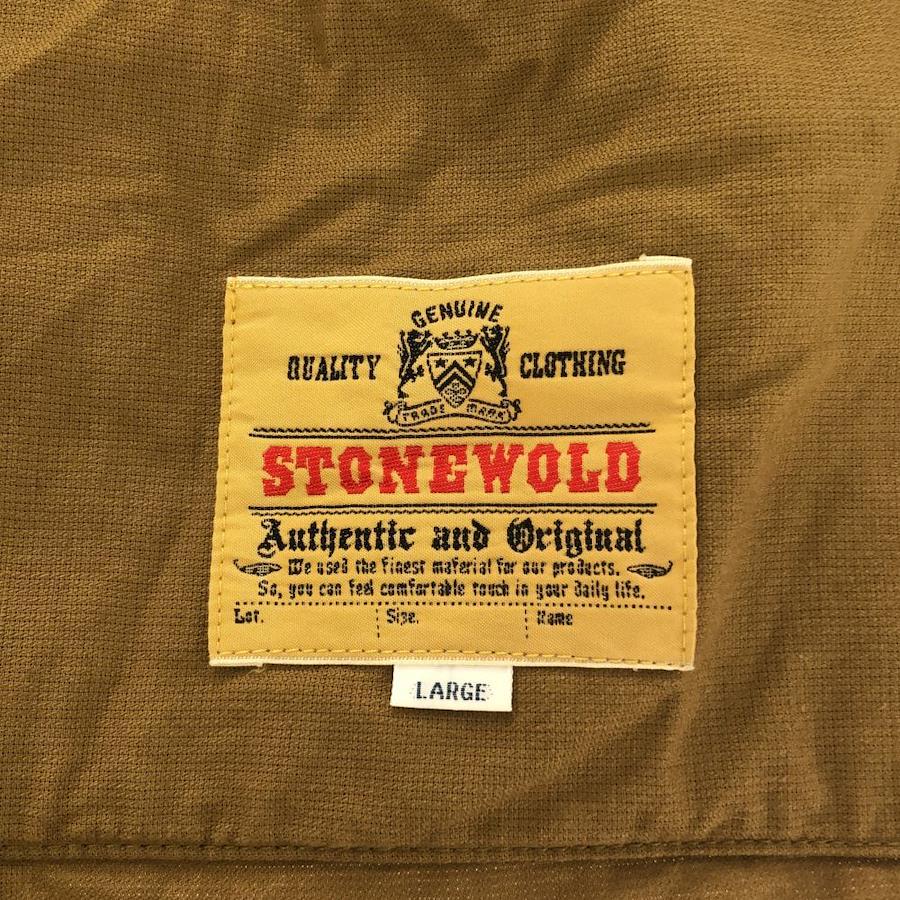 GENUINE
QUALITY CLOTHING
TRADE MARK
STONEWOLD
Authentic and Original
We used the finest material for our products.
So, you can feel comfortable touch in your daily life.
Lot. Size. Name
LARGE